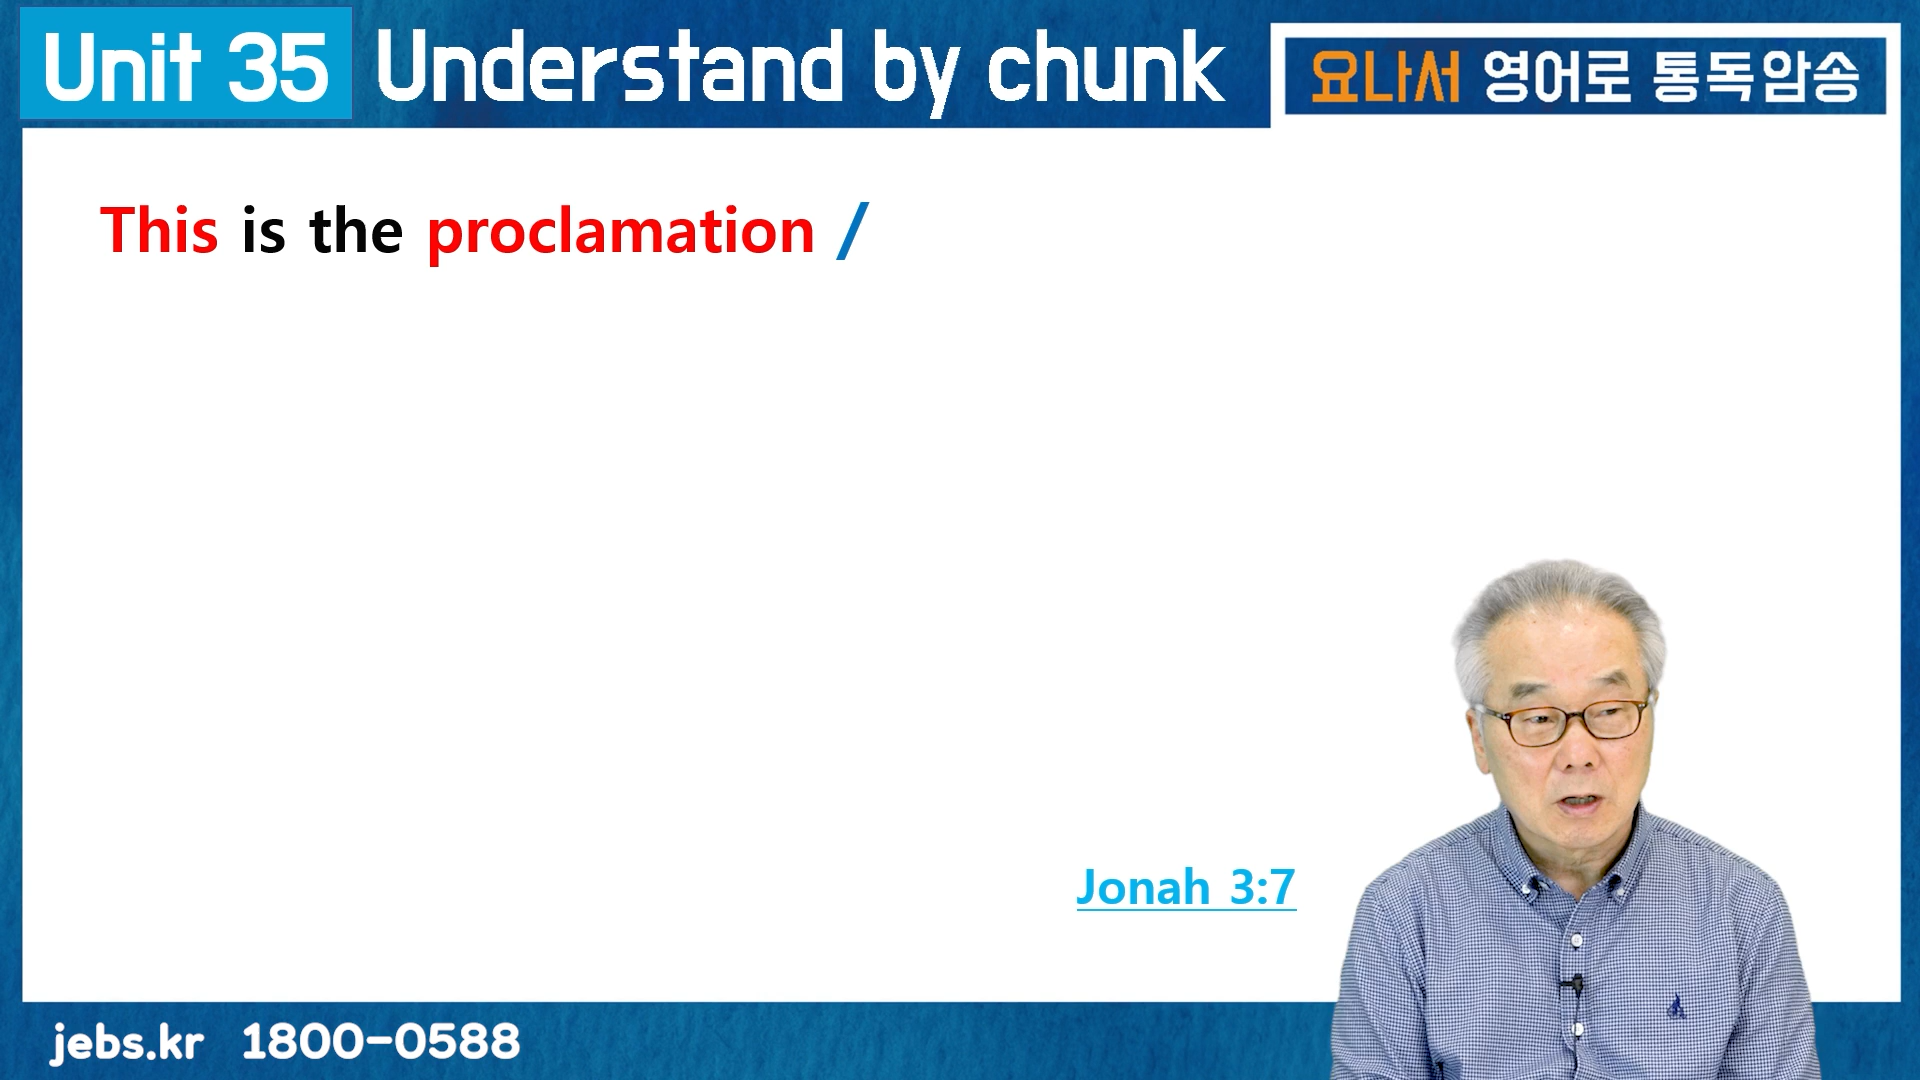 Unit 35 Understand by chunk
요나서 영어로 통독암송
This is the proclamation /
Jonah 3:7
jebs.kr 1800-0588